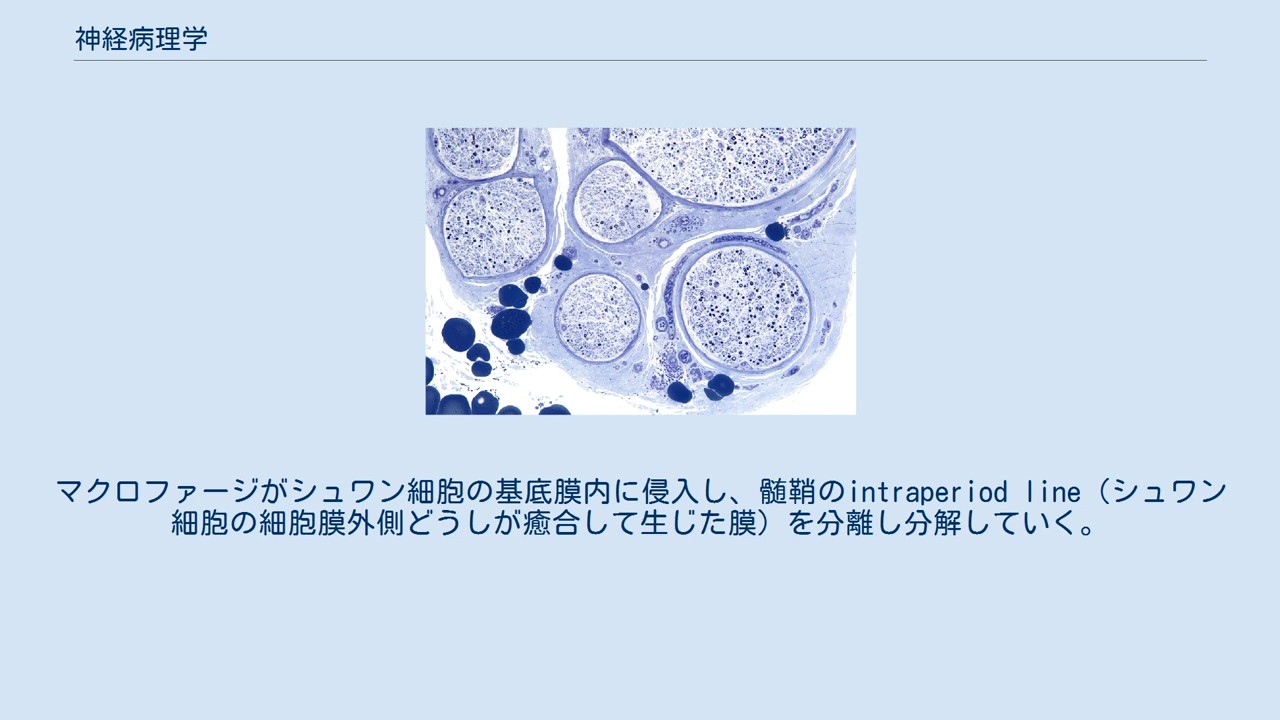 神経病理学
マクロファージがシュワン細胞の基底膜内に侵入し、髄鞘のintraperiod line（シュワン
細胞の細胞膜外側どうしが癒合して生じた膜）を分離し分解していく。